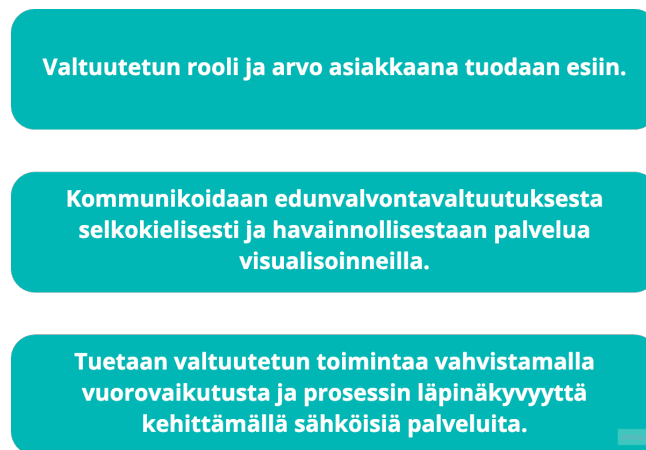 Valtuutetun rooli ja arvo asiakkaana tuodaan esiin.
Kommunikoidaan edunvalvontavaltuutuksesta
selkokielisesti ja havainnollisestaan palvelua
visualisoinneilla.
Tuetaan valtuutetun toimintaa vahvistamalla
vuorovaikutusta ja prosessin läpinäkyvyyttä
kehittämällä sähköisiä palveluita.